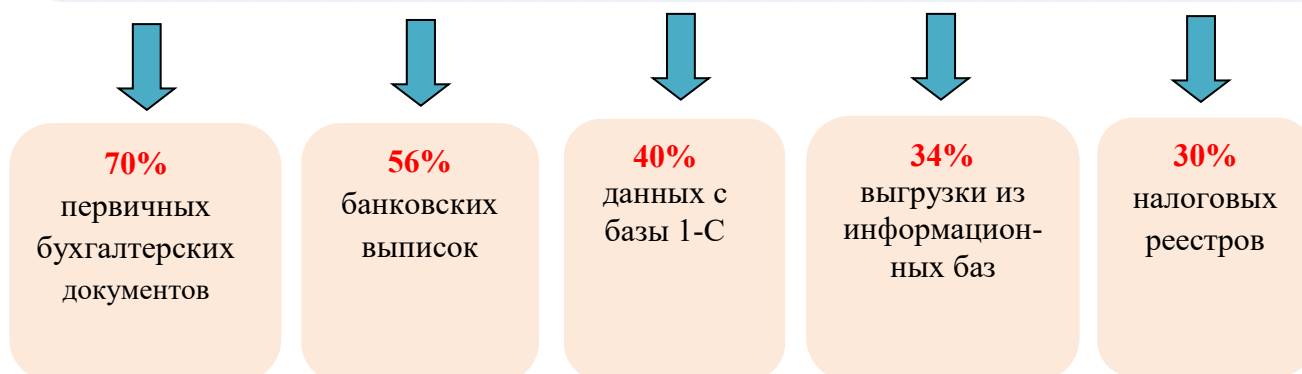 70%
первичных
бухгалтерских
документов
56%
банковских
выписок
40%
данных с
базы 1-С
34%
выгрузки из
информацион-
ных баз
30%
налоговых
реестров